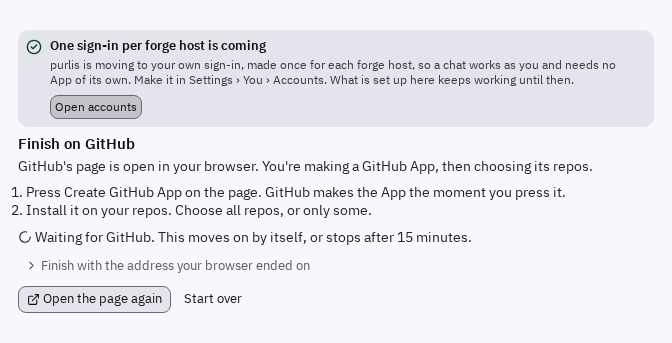 One sign-in per forge host is coming
purlis is moving to your own sign-in, made once for each forge host, so a chat works as you and needs no
App of its own. Make it in Settings › You › Accounts. What is set up here keeps working until then.
Open accounts
Finish on GitHub
GitHub's page is open in your browser. You're making a GitHub App, then choosing its repos.
1. Press Create GitHub App on the page. GitHub makes the App the moment you press it.
2. Install it on your repos. Choose all repos, or only some.
Waiting for GitHub. This moves on by itself, or stops after 15 minutes.
Finish with the address your browser ended on
Open the page again Start over